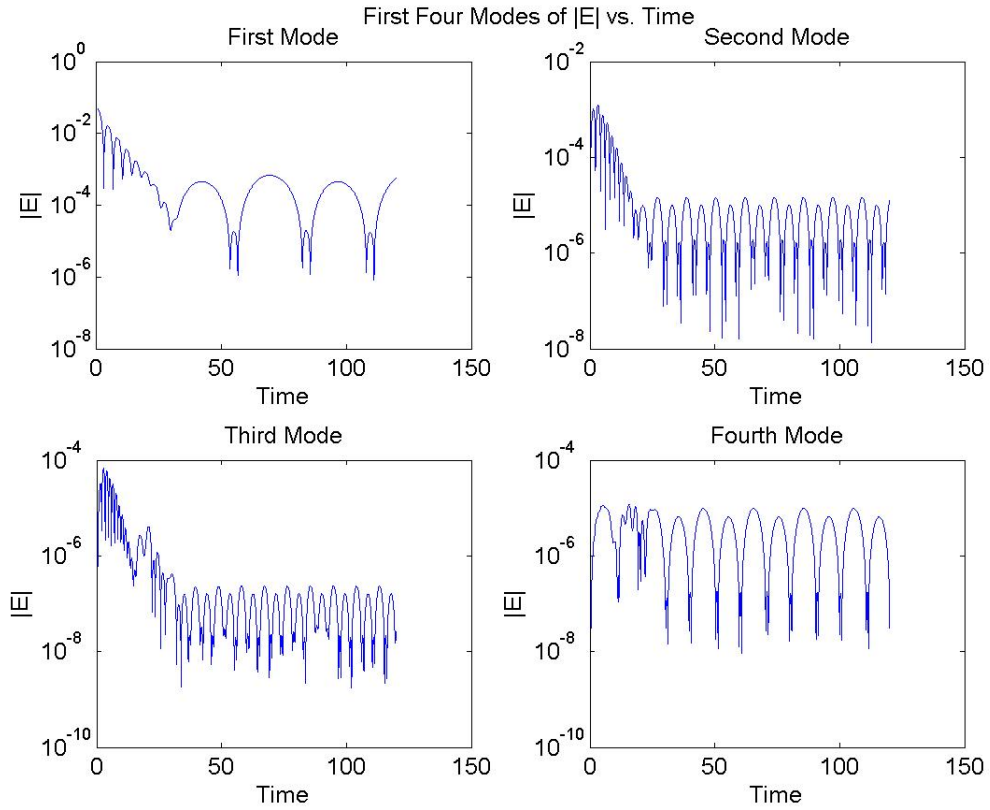 First Four Modes of |E| vs. Time
First Mode
10^0
10^-2
10^-4
10^-6
10^-8
|E|
0 50 100 150
Time
Second Mode
10^-2
10^-4
10^-6
10^-8
|E|
0 50 100 150
Time
Third Mode
10^-4
10^-6
10^-8
10^-10
|E|
0 50 100 150
Time
Fourth Mode
10^-4
10^-6
10^-8
10^-10
|E|
0 50 100 150
Time